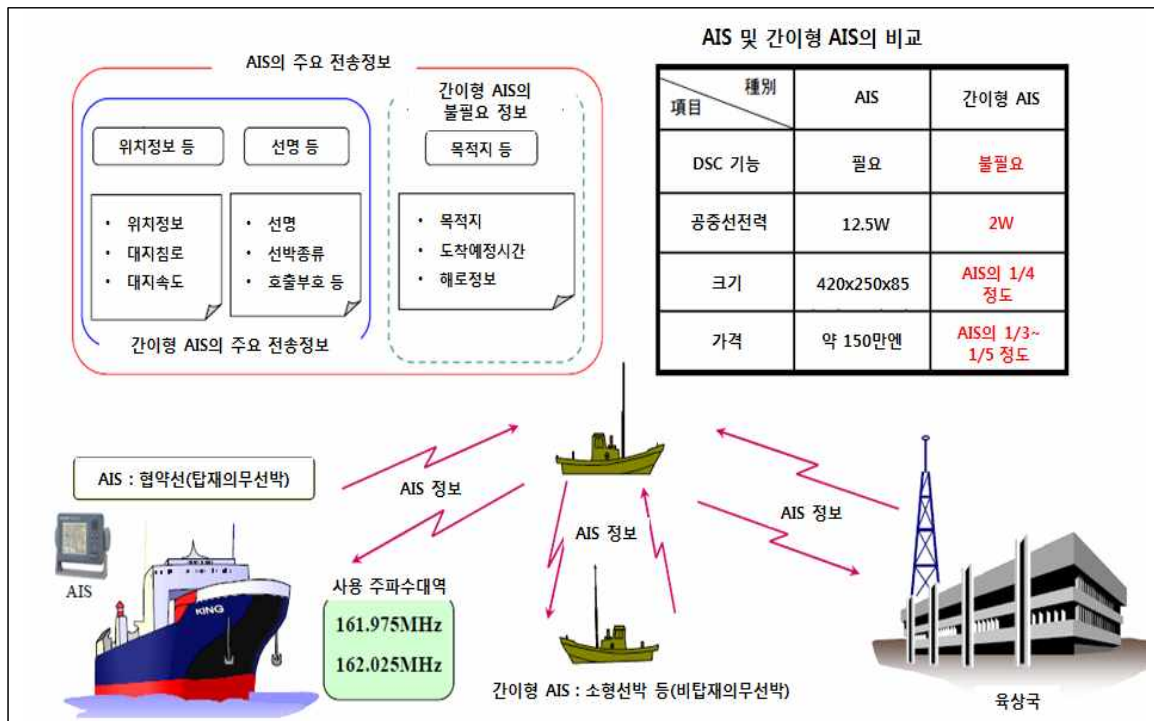 AIS 및 간이형 AIS의 비교
AIS의 주요 전송정보
간이형 AIS의
불필요 정보
위치정보 등
선명 등
목적지 등
• 위치정보
• 대지침로
• 대지속도
• 선명
• 선박종류
• 호출부호 등
• 목적지
• 도착예정시간
• 해로정보
간이형 AIS의 주요 전송정보
種別
項目
AIS
간이형 AIS
DSC 기능
필요
불필요
공중선전력
12.5W
2W
크기
420x250x85
AIS의 1/4
정도
가격
약 150만엔
AIS의 1/3~
1/5 정도
AIS : 협약선(탑재의무선박)
AIS 정보
AIS 정보
AIS 정보
AIS
KING
사용 주파수대역
161.975MHz
162.025MHz
간이형 AIS : 소형선박 등(비탑재의무선박)
육상국